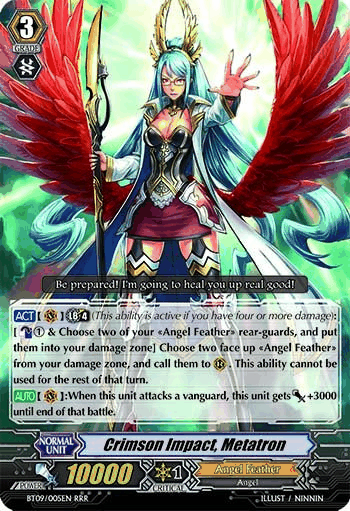 3
GRADE
Be prepared! I'm going to heal you up real good!
ACT [ ] LB4 (This ability is active if you have four or more damage):
[ 1 & Choose two of your «Angel Feather» rear-guards, and put
them into your damage zone] Choose two face up «Angel Feather»
from your damage zone, and call them to . This ability cannot be
used for the rest of that turn.
AUTO [ ]:When this unit attacks a vanguard, this unit gets +3000
until end of that battle.
NORMAL
UNIT
Crimson Impact, Metatron
POWER
10000
1
CRITICAL
Angel Feather
Angel
BT09/005EN RRR
ILLUST / NINNIN